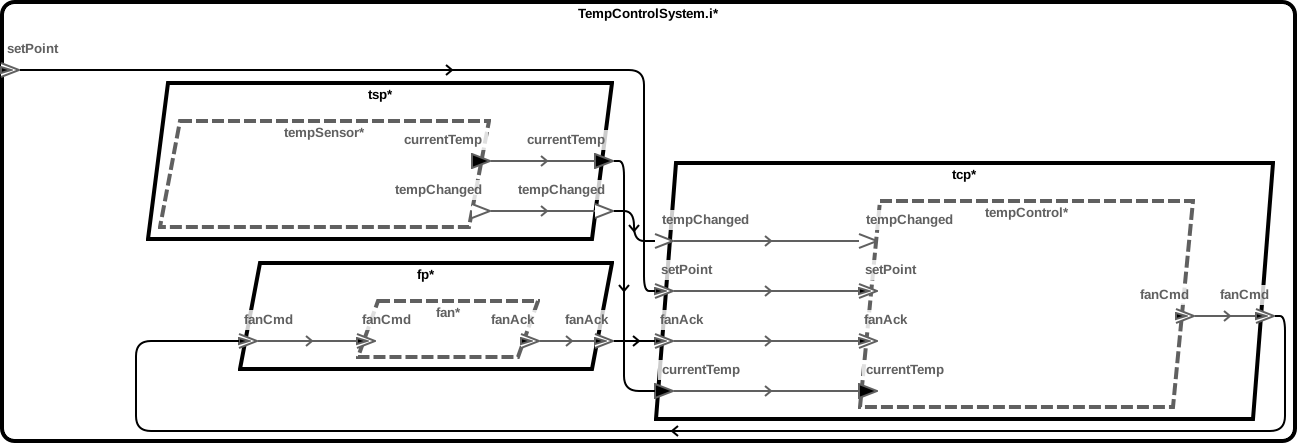 TempControlSystem.i*
setPoint
tsp*
tempSensor*
currentTemp
currentTemp
tempChanged
tempChanged
tcp*
tempChanged
tempChanged
tempControl*
fp*
setPoint
setPoint
fanCmd
fanCmd
fan*
fanCmd
fanCmd
fanAck
fanAck
fanAck
fanAck
currentTemp
currentTemp